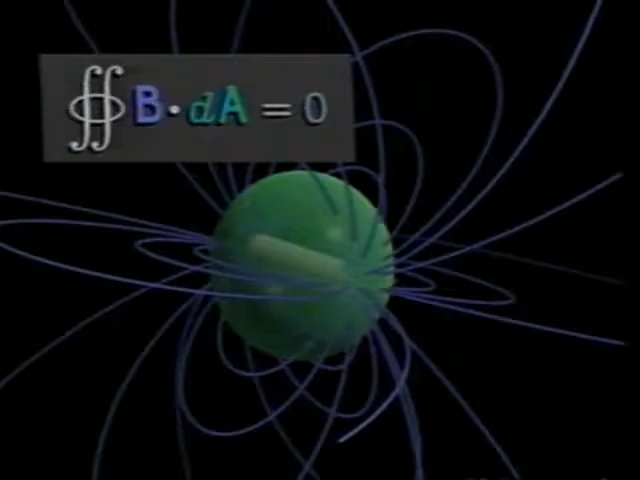 ∯ B · dA = 0